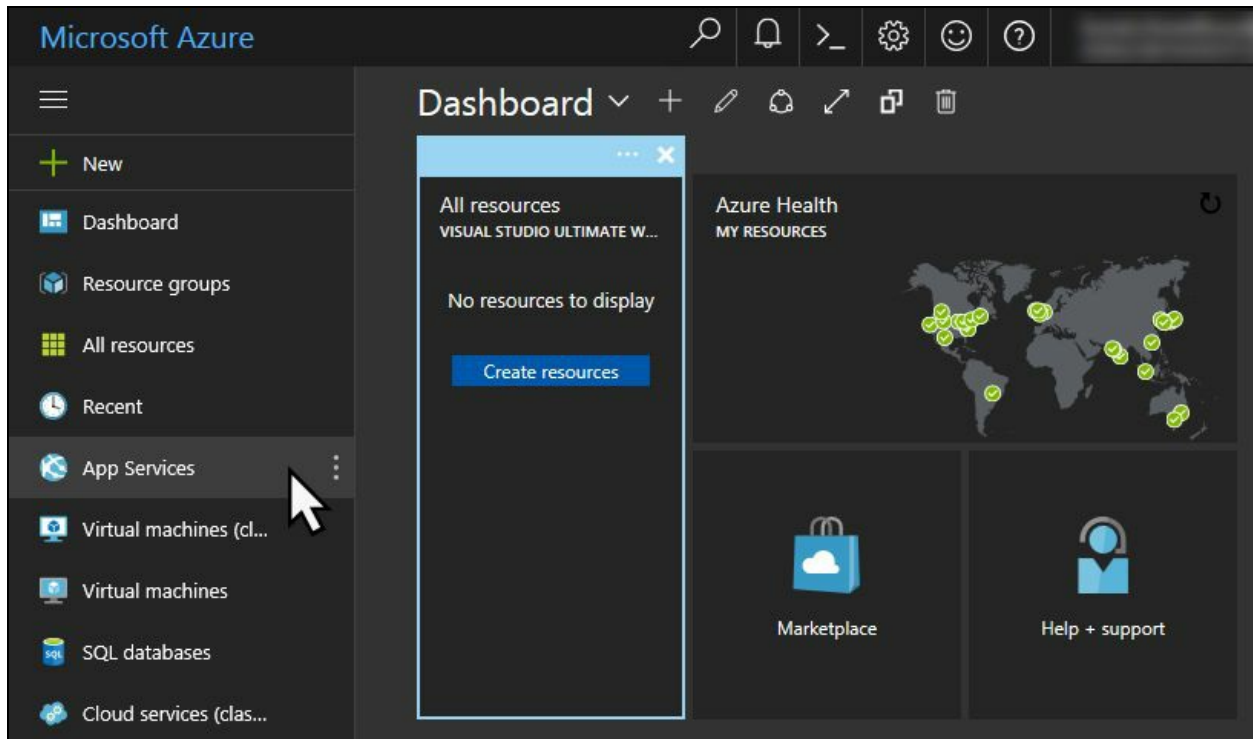 Microsoft Azure
Dashboard
New
Dashboard
Resource groups
All resources
Recent
App Services
Virtual machines (cl...
Virtual machines
SQL databases
Cloud services (clas...
All resources
VISUAL STUDIO ULTIMATE W...
No resources to display
Create resources
Azure Health
MY RESOURCES
Marketplace
Help + support